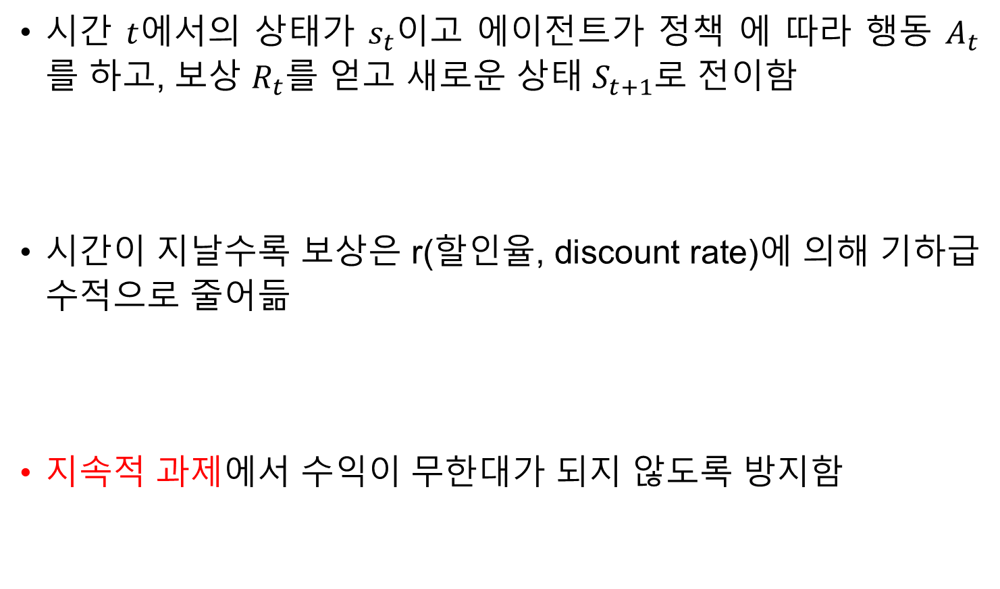 • 시간 𝑡에서의 상태가 𝑠ₜ이고 에이전트가 정책 에 따라 행동 𝐴ₜ
를 하고, 보상 𝑅ₜ를 얻고 새로운 상태 𝑆ₜ₊₁로 전이함
• 시간이 지날수록 보상은 r(할인율, discount rate)에 의해 기하급
수적으로 줄어듦
• 지속적 과제에서 수익이 무한대가 되지 않도록 방지함